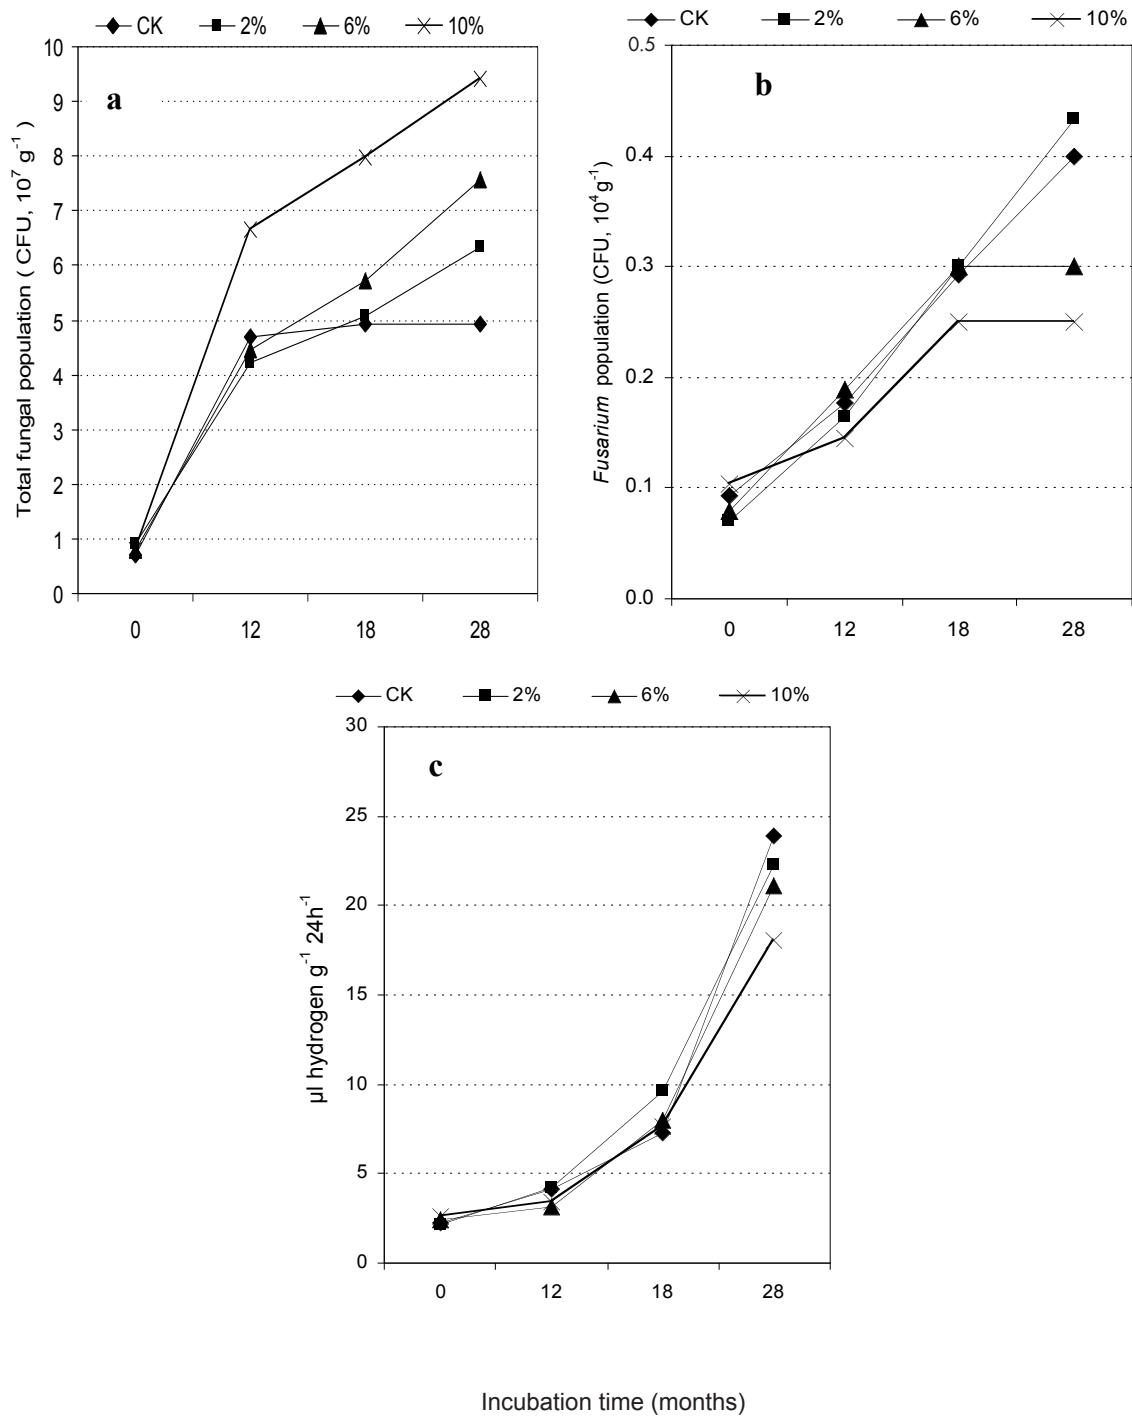 CK 2% 6% 10%
10
9
8
7
6
5
4
3
2
1
0
a
Total fungal population ( CFU, 10⁷ g⁻¹ )
0 12 18 28
CK 2% 6% 10%
0.5
0.4
0.3
0.2
0.1
0.0
b
Fusarium population (CFU, 10⁴ g⁻¹)
0 12 18 28
CK 2% 6% 10%
30
25
20
15
10
5
0
c
µl hydrogen g⁻¹ 24h⁻¹
0 12 18 28
Incubation time (months)